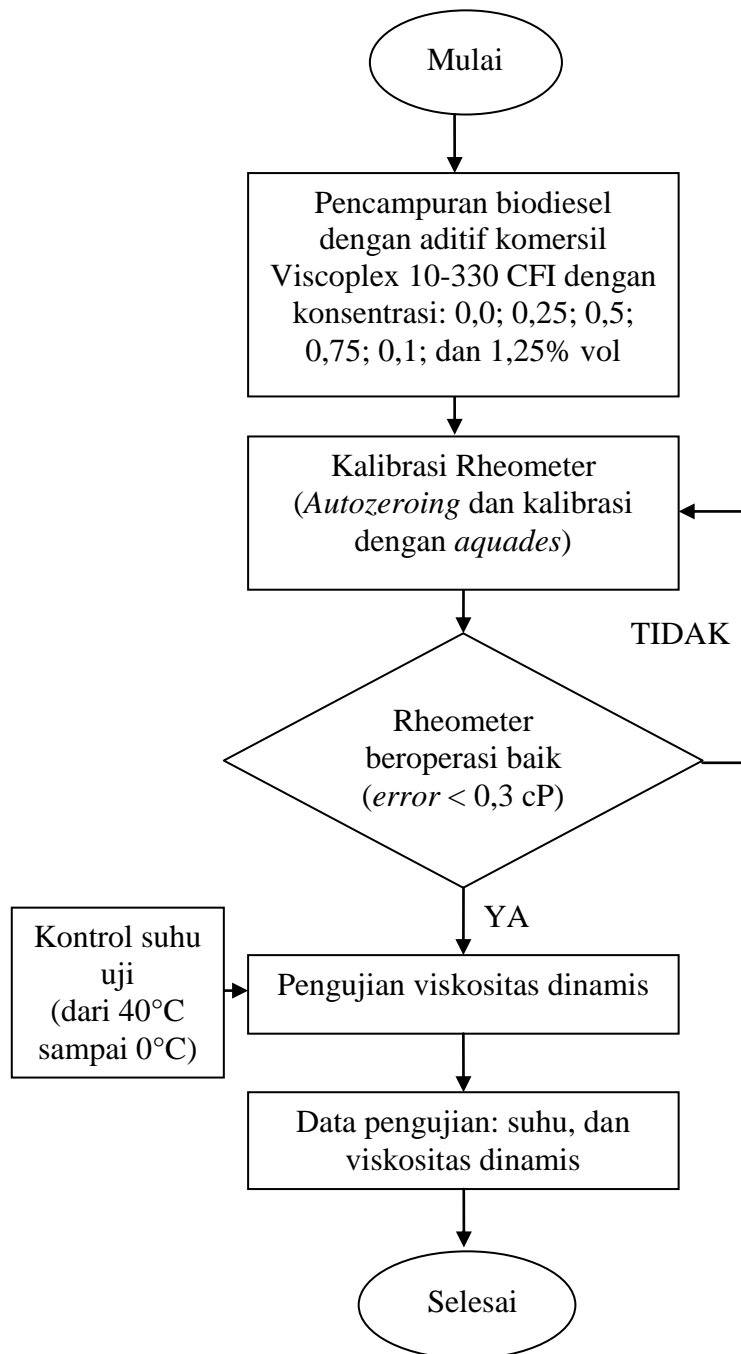 Mulai
Pencampuran biodiesel
dengan aditif komersil
Viscoplex 10-330 CFI dengan
konsentrasi: 0,0; 0,25; 0,5;
0,75; 0,1; dan 1,25% vol
Kalibrasi Rheometer
(Autozeroing dan kalibrasi
dengan aquades)
TIDAK
Rheometer
beroperasi baik
(error < 0,3 cP)
YA
Kontrol suhu
uji
(dari 40°C
sampai 0°C)
Pengujian viskositas dinamis
Data pengujian: suhu, dan
viskositas dinamis
Selesai